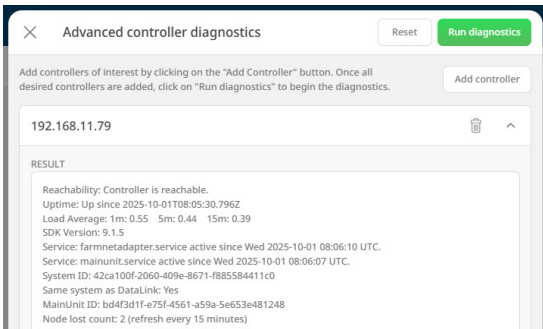 Advanced controller diagnostics
Reset
Run diagnostics
Add controllers of interest by clicking on the "Add Controller" button. Once all
desired controllers are added, click on "Run diagnostics" to begin the diagnostics.
Add controller
192.168.11.79
RESULT
Reachability: Controller is reachable.
Uptime: Up since 2025-10-01T08:05:30.796Z
Load Average: 1m: 0.55 5m: 0.44 15m: 0.39
SDK Version: 9.1.5
Service: farmnetadapter.service active since Wed 2025-10-01 08:06:10 UTC.
Service: mainunit.service active since Wed 2025-10-01 08:06:07 UTC.
System ID: 42ca100f-2060-409e-8671-f885584411c0
Same system as DataLink: Yes
MainUnit ID: bd4f3d1f-e75f-4561-a59a-5e653e481248
Node lost count: 2 (refresh every 15 minutes)